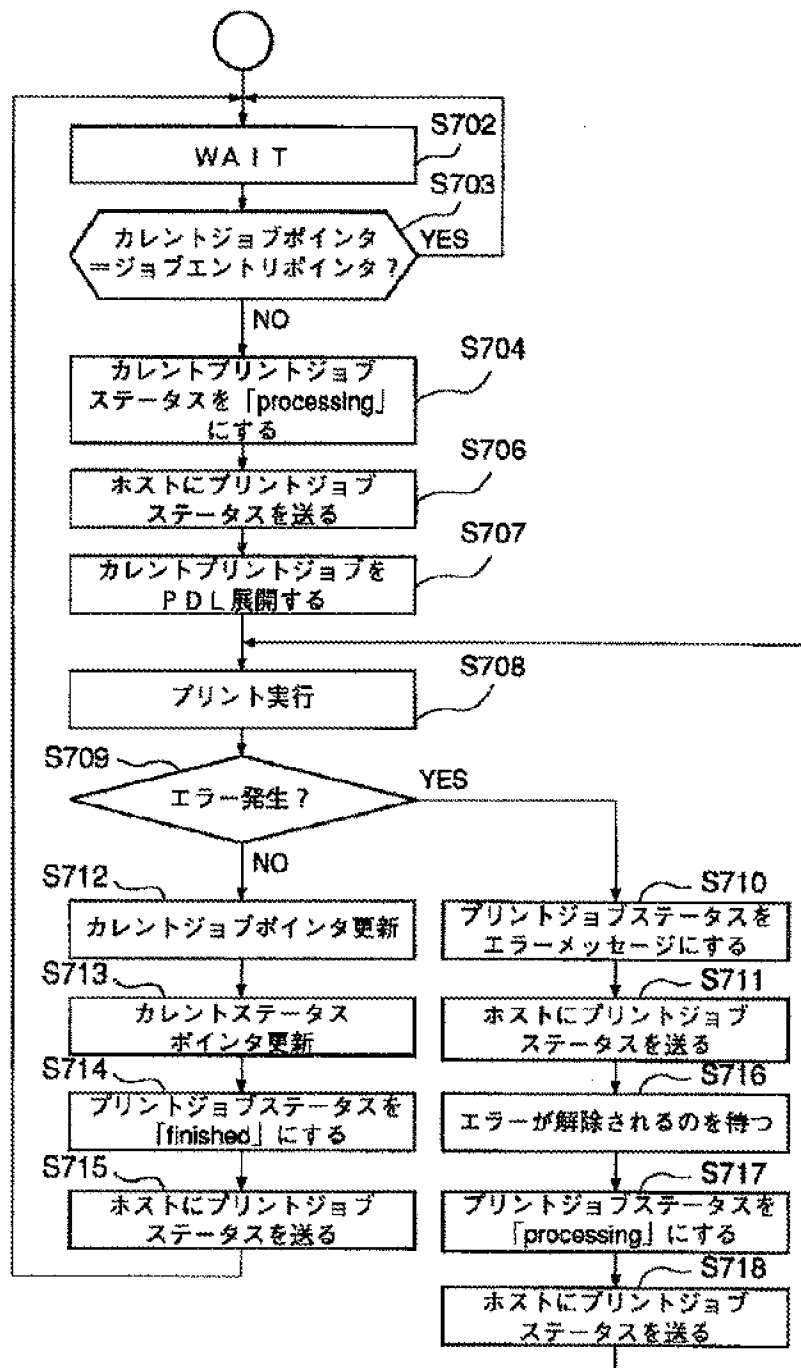 S702
ＷＡＩＴ
S703
カレントジョブポインタ
＝ジョブエントリポインタ？
YES
NO
S704
カレントプリントジョブ
ステータスを「processing」
にする
S706
ホストにプリントジョブ
ステータスを送る
S707
カレントプリントジョブを
ＰＤＬ展開する
S708
プリント実行
S709
エラー発生？
YES
NO
S712
カレントジョブポインタ更新
S713
カレントステータス
ポインタ更新
S714
プリントジョブステータスを
「finished」にする
S715
ホストにプリントジョブ
ステータスを送る
S710
プリントジョブステータスを
エラーメッセージにする
S711
ホストにプリントジョブ
ステータスを送る
S716
エラーが解除されるのを待つ
S717
プリントジョブステータスを
「processing」にする
S718
ホストにプリントジョブ
ステータスを送る